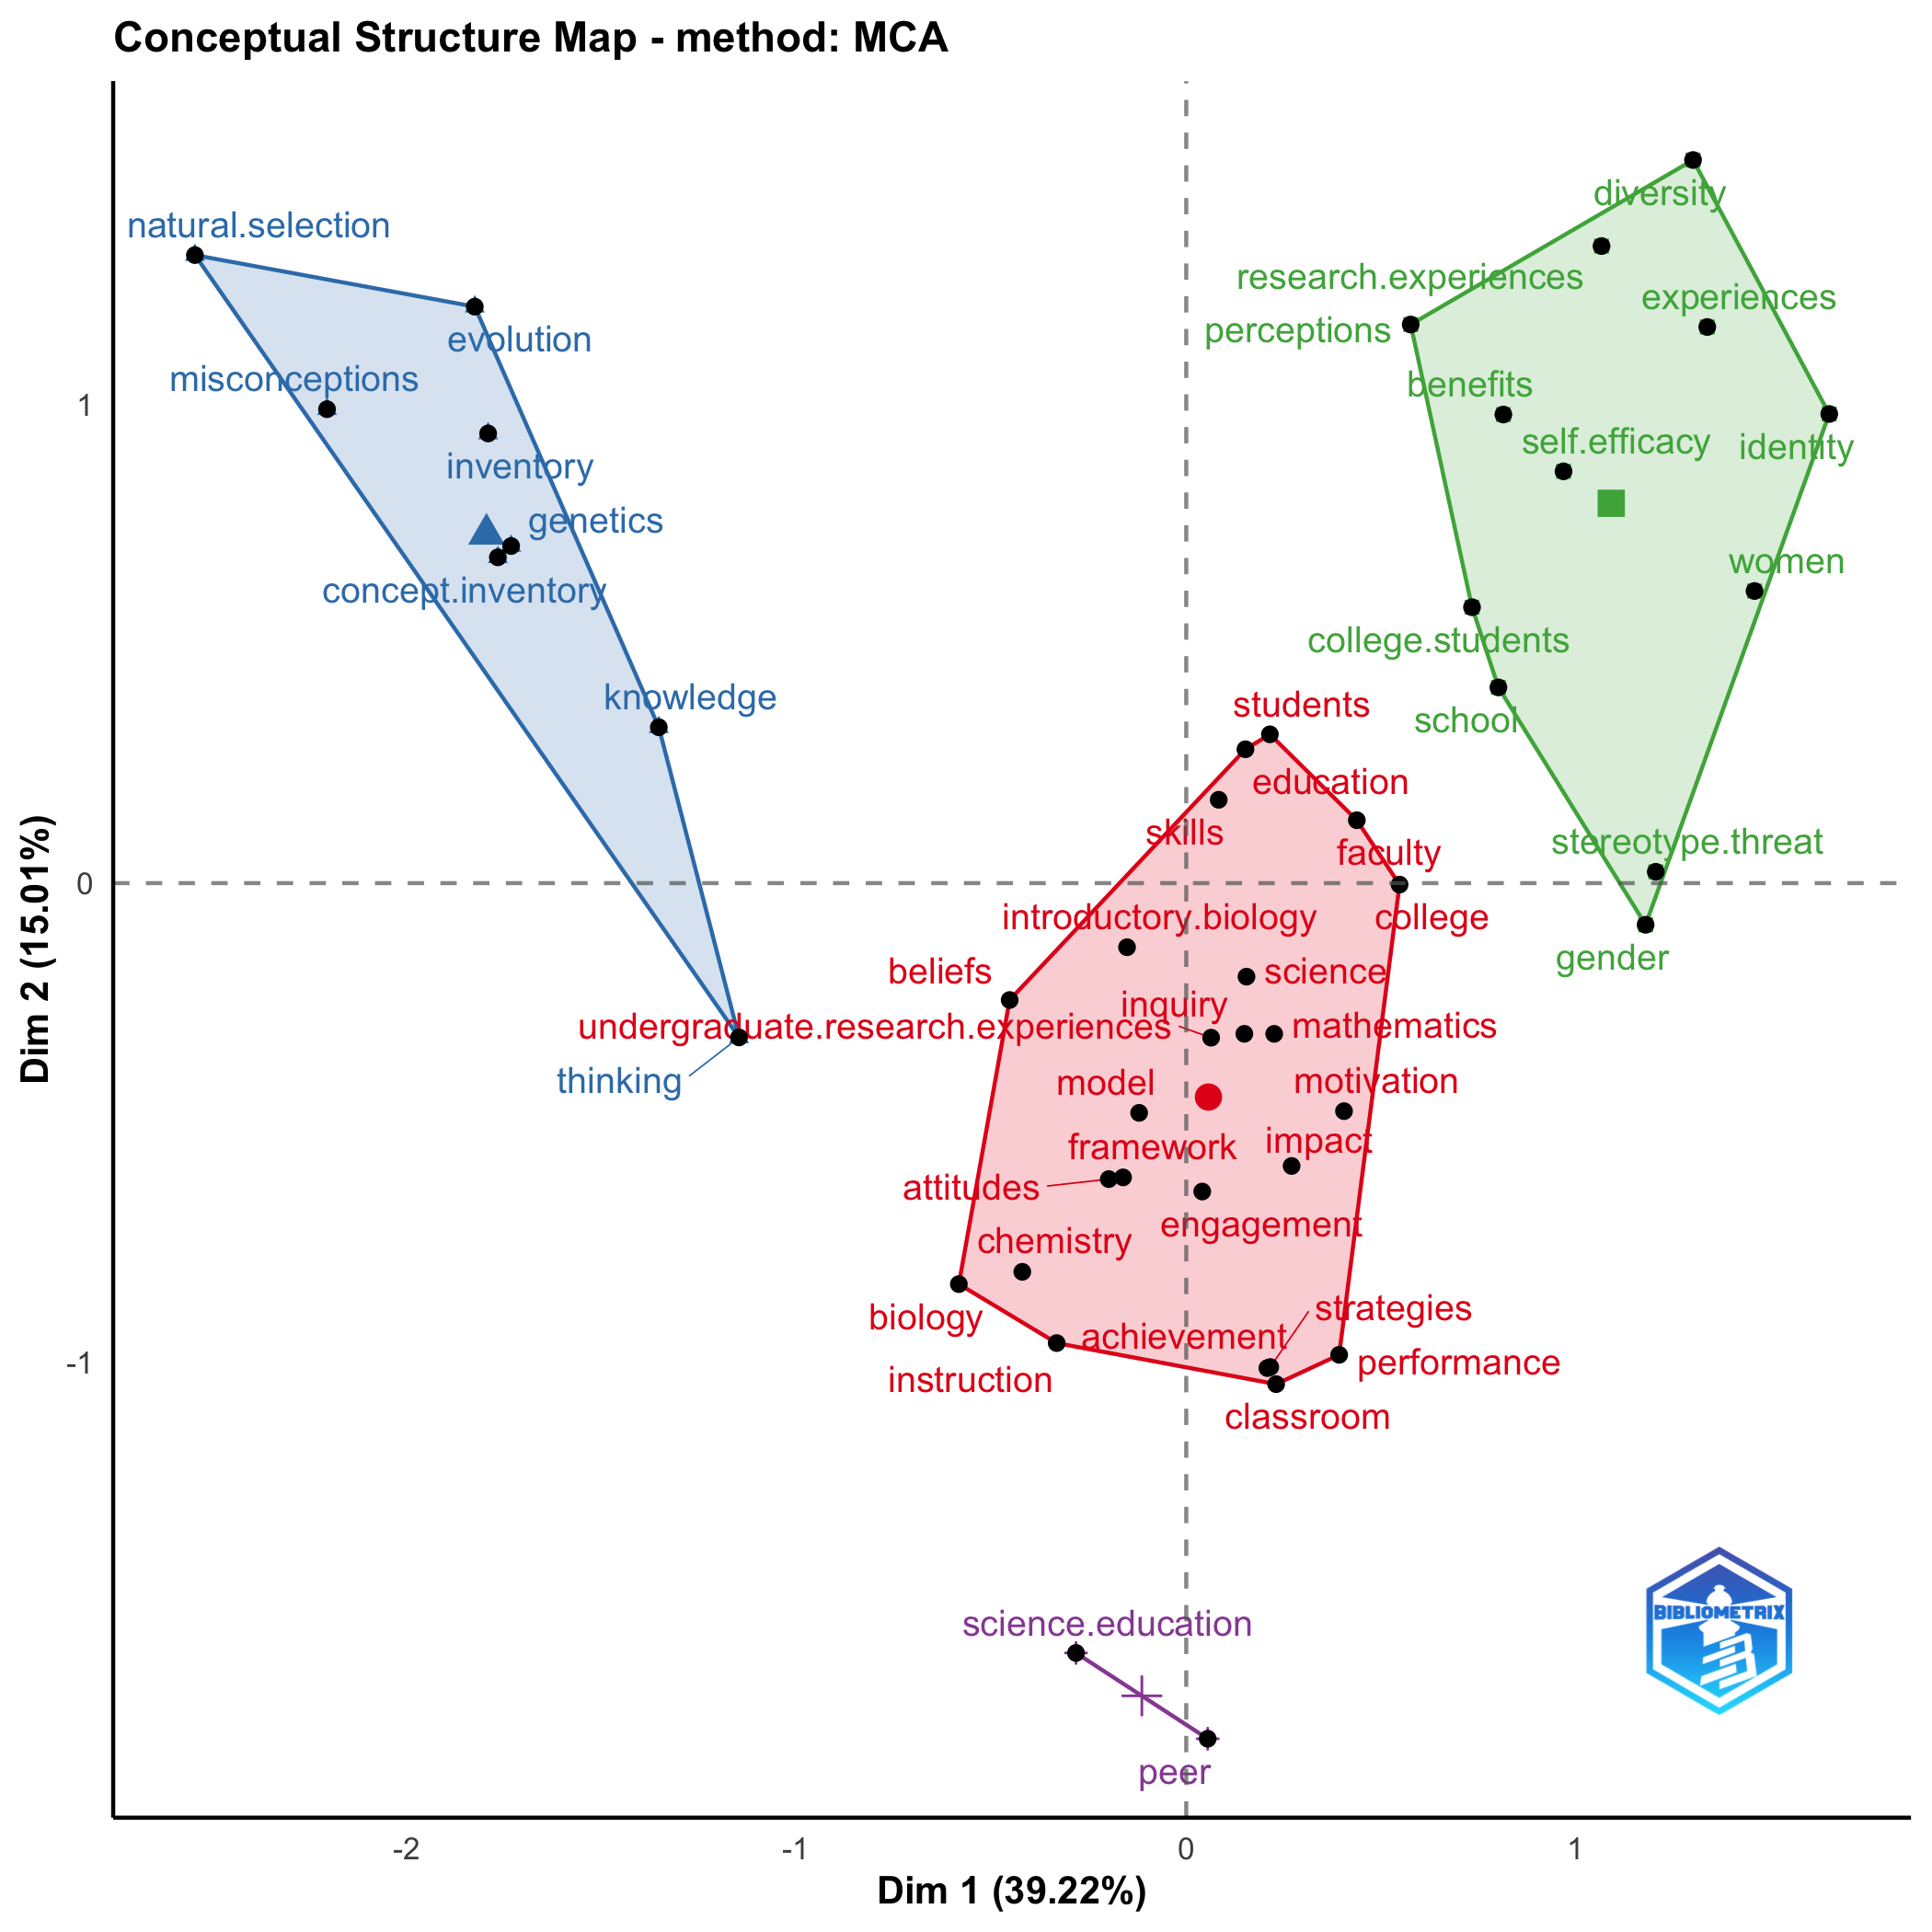 Conceptual Structure Map - method: MCA
diversity
natural.selection
research.experiences
experiences
perceptions
evolution
misconceptions
benefits
1
self.efficacy
identity
inventory
genetics
women
concept.inventory
college.students
knowledge
students
school
education
skills
stereotype.threat
faculty
0
introductory.biology
college
gender
beliefs
science
inquiry
undergraduate.research.experiences
mathematics
thinking
model
motivation
framework
impact
attitudes
engagement
chemistry
strategies
biology
achievement
-1
performance
instruction
classroom
BIBLIOMETRIX
science.education
peer
-2
-1
0
1
Dim 1 (39.22%)
Dim 2 (15.01%)